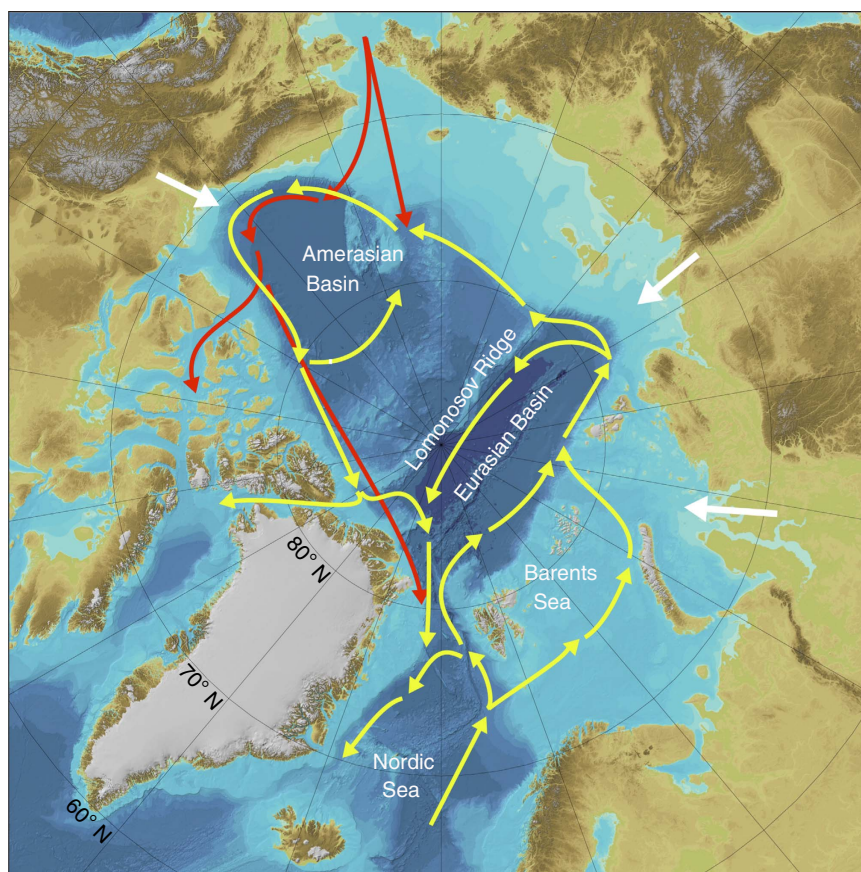 Amerasian
Basin
Lomonosov Ridge
Eurasian Basin
80° N
Barents
Sea
70° N
Nordic
Sea
60° N